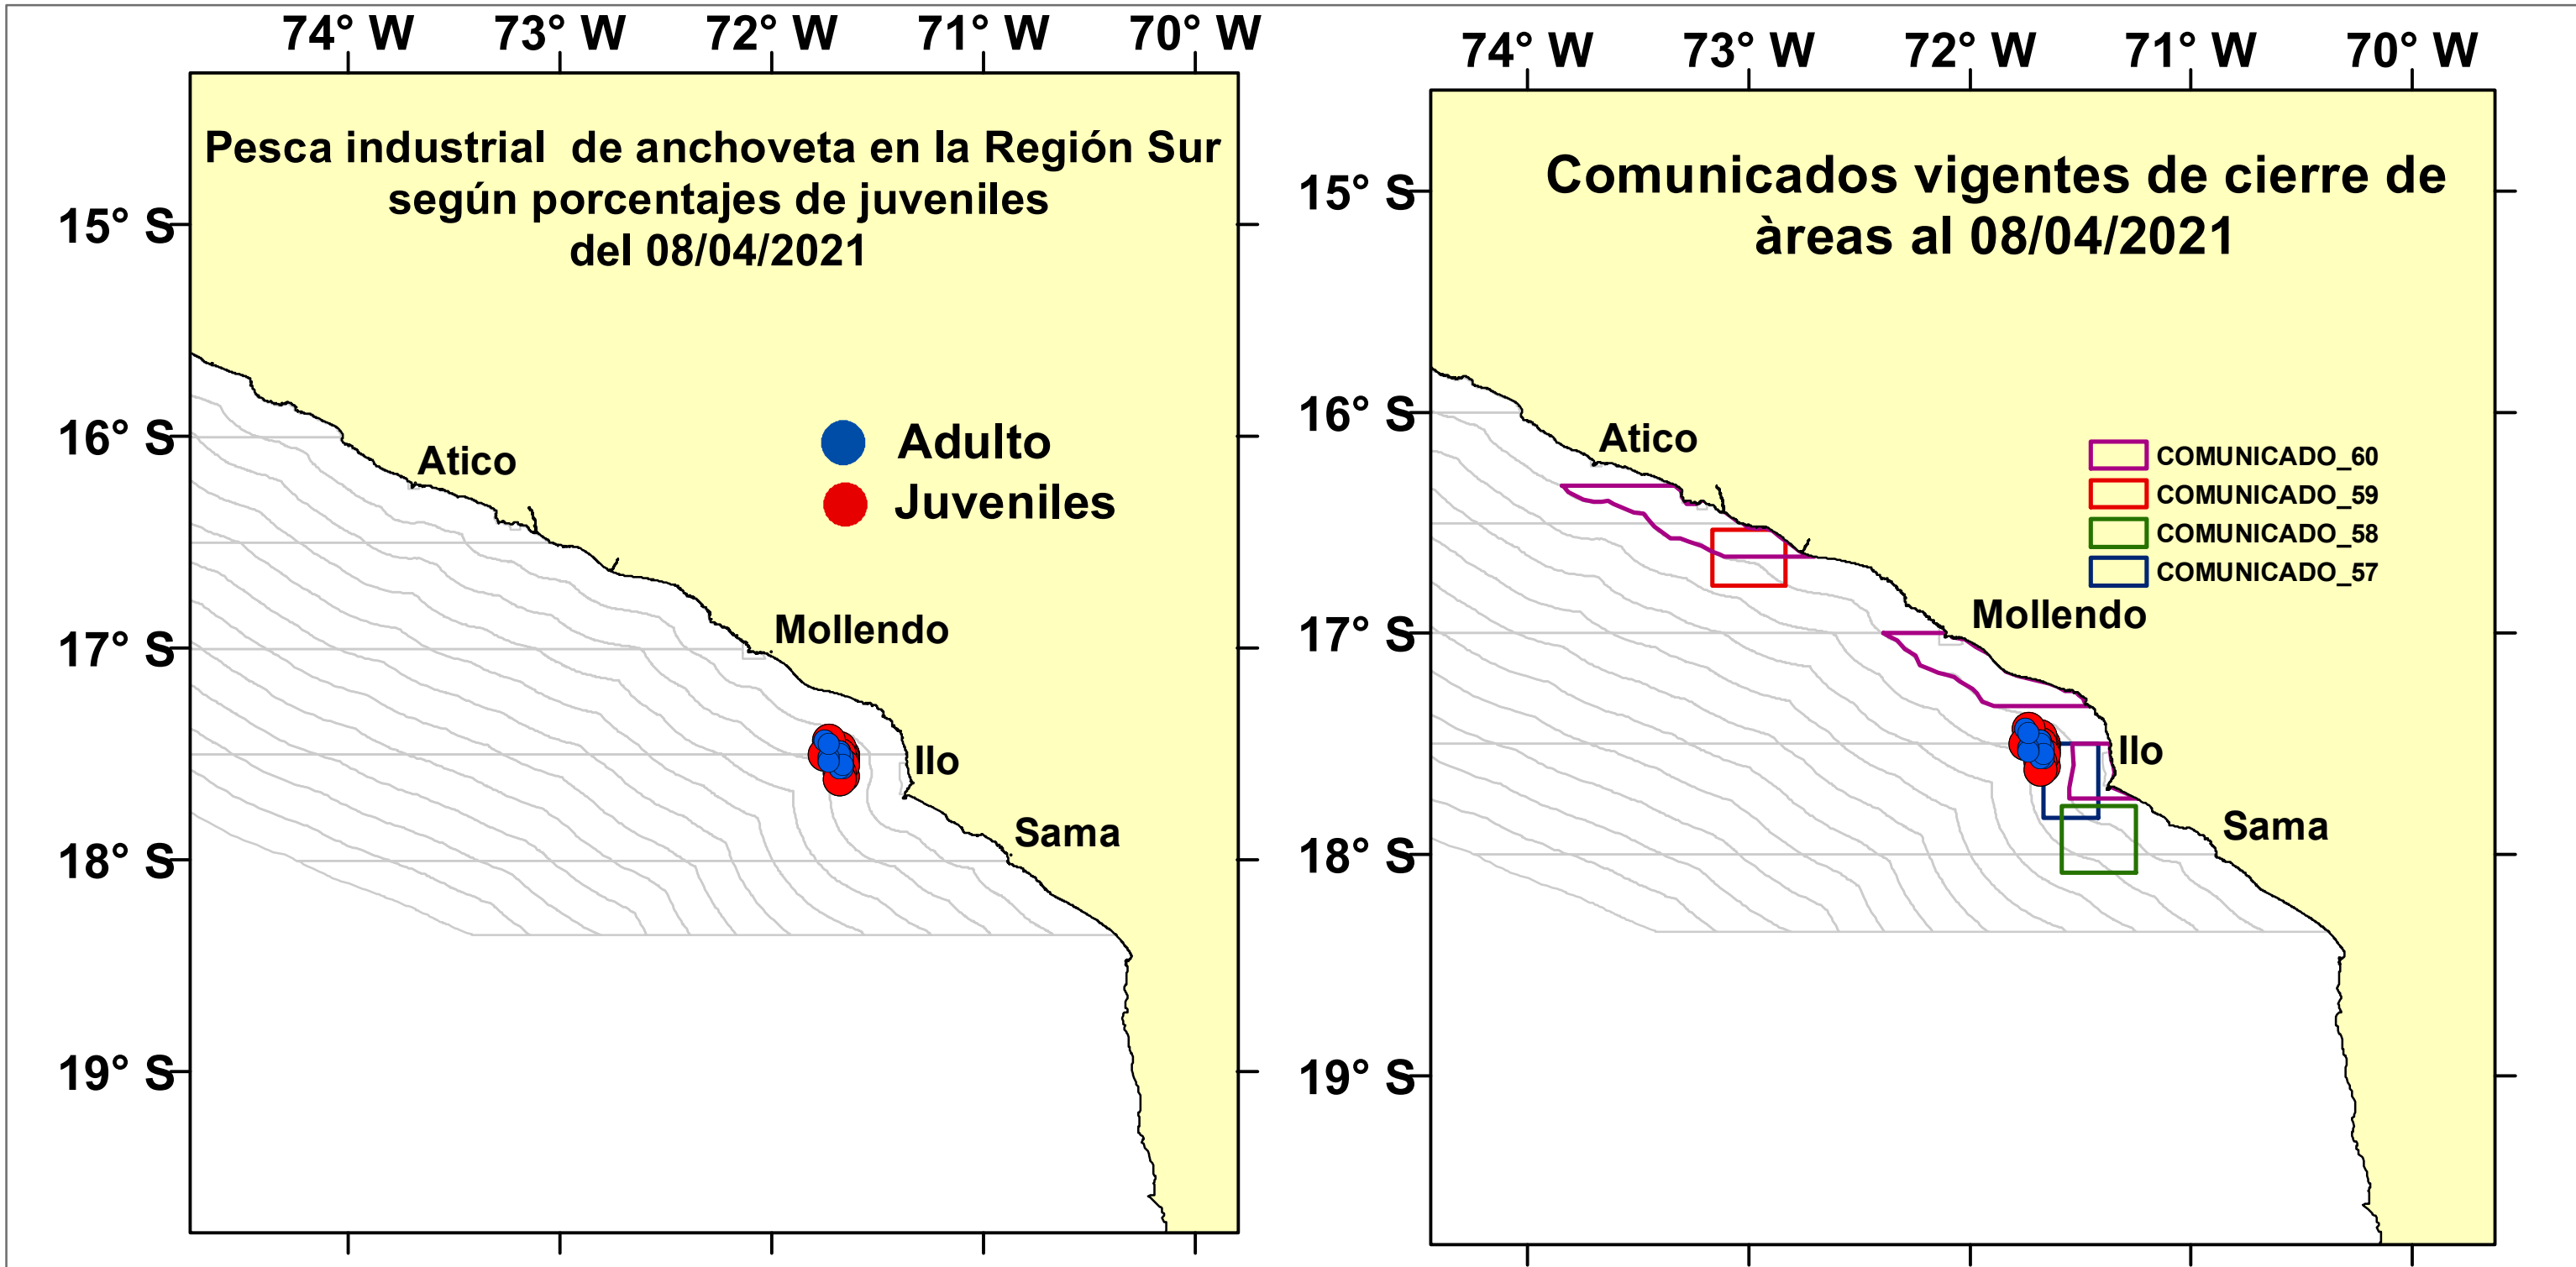 74° W 73° W 72° W 71° W 70° W
Pesca industrial  de anchoveta en la Región Sur
según porcentajes de juveniles
del 08/04/2021
15° S
16° S
17° S
18° S
19° S
Adulto
Juveniles
Atico
Mollendo
Ilo
Sama
74° W 73° W 72° W 71° W 70° W
Comunicados vigentes de cierre de
àreas al 08/04/2021
15° S
16° S
17° S
18° S
19° S
COMUNICADO_60
COMUNICADO_59
COMUNICADO_58
COMUNICADO_57
Atico
Mollendo
Ilo
Sama